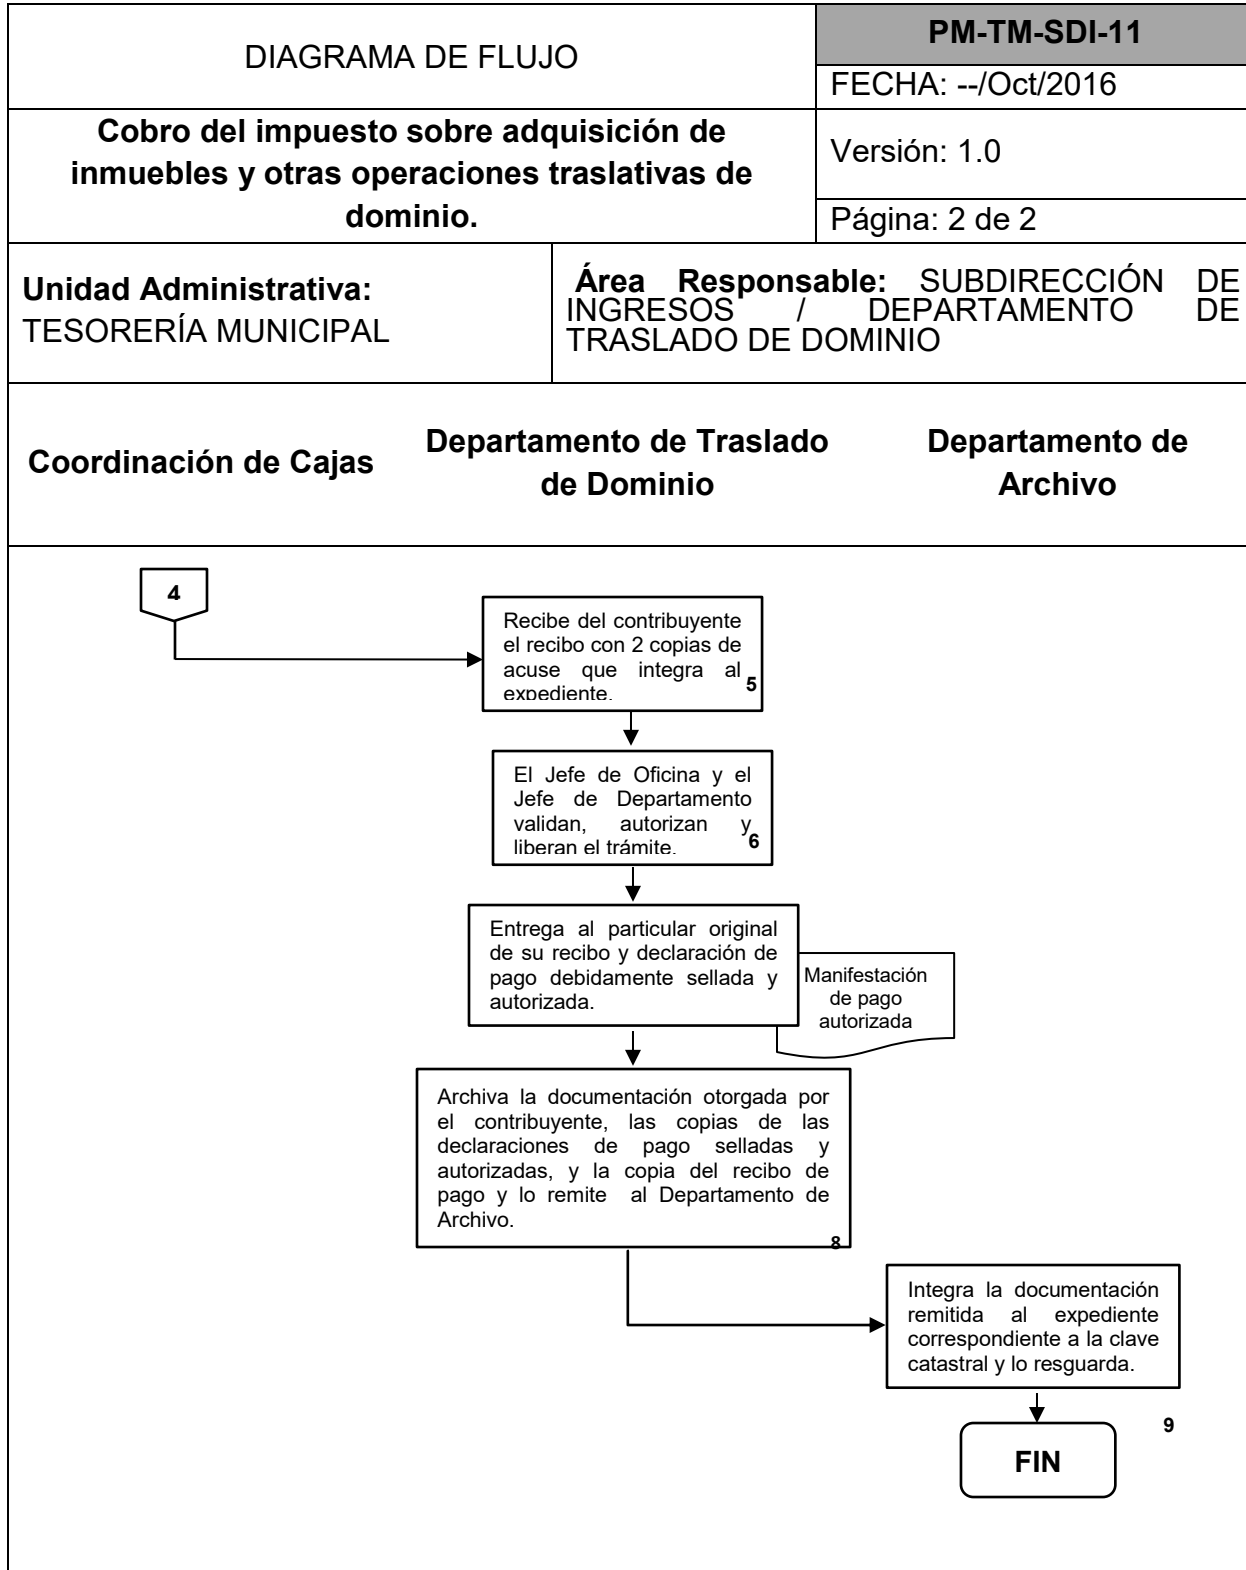 DIAGRAMA DE FLUJO
PM-TM-SDI-11
FECHA: --/Oct/2016
Cobro del impuesto sobre adquisición de
inmuebles y otras operaciones traslativas de
dominio.
Versión: 1.0
Página: 2 de 2
Unidad Administrativa:
TESORERÍA MUNICIPAL
Área Responsable: SUBDIRECCIÓN DE
INGRESOS / DEPARTAMENTO DE
TRASLADO DE DOMINIO
Coordinación de Cajas
Departamento de Traslado
de Dominio
Departamento de
Archivo
4
Recibe del contribuyente
el recibo con 2 copias de
acuse que integra al
expediente.
5
El Jefe de Oficina y el
Jefe de Departamento
validan, autorizan y
liberan el trámite.
6
Entrega al particular original
de su recibo y declaración de
pago debidamente sellada y
autorizada.
Manifestación
de pago
autorizada
Archiva la documentación otorgada por
el contribuyente, las copias de las
declaraciones de pago selladas y
autorizadas, y la copia del recibo de
pago y lo remite al Departamento de
Archivo.
8
Integra la documentación
remitida al expediente
correspondiente a la clave
catastral y lo resguarda.
9
FIN